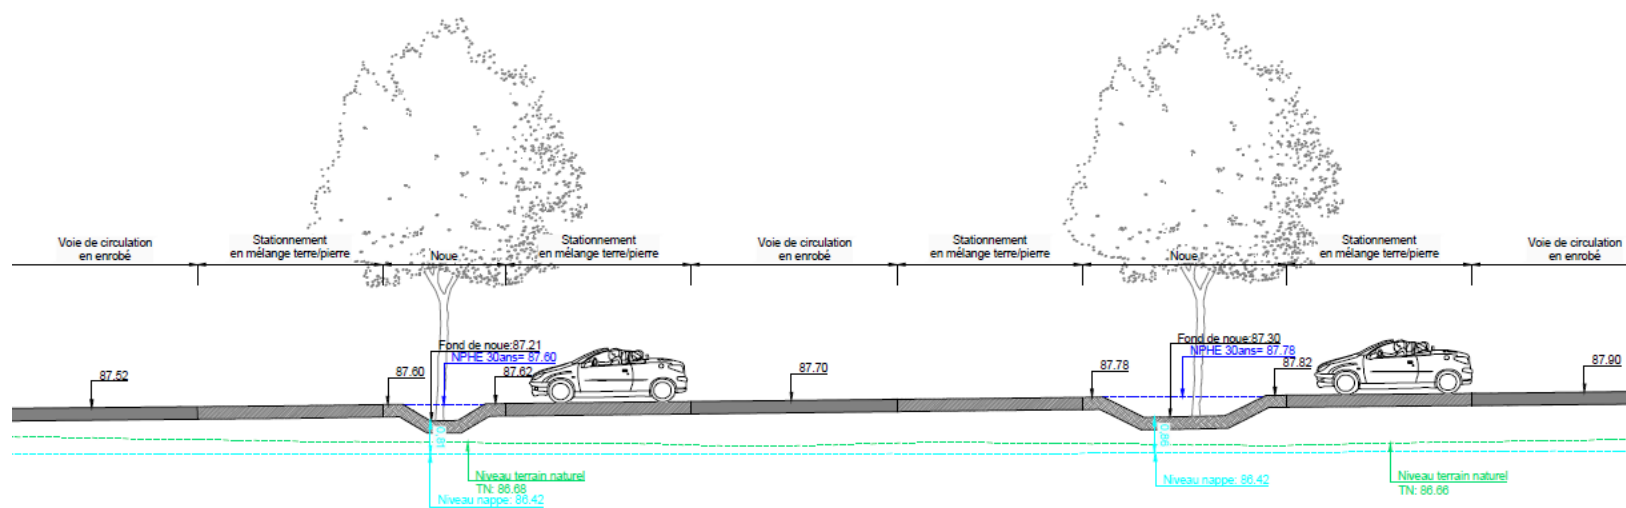 Voie de circulation
en enrobé
Stationnement
en mélange terre/pierre
Noue
Stationnement
en mélange terre/pierre
Voie de circulation
en enrobé
Stationnement
en mélange terre/pierre
Noue
Stationnement
en mélange terre/pierre
Voie de circulation
en enrobé
87.52
87.60
Fond de noue:87.21
NPHE 30ans= 87.60
87.62
87.70
87.78
Fond de noue:87.30
NPHE 30ans= 87.78
87.82
87.90
Niveau terrain naturel
TN: 86.68
Niveau nappe: 86.42
0.86
Niveau nappe: 86.42
Niveau terrain naturel
TN: 86.66